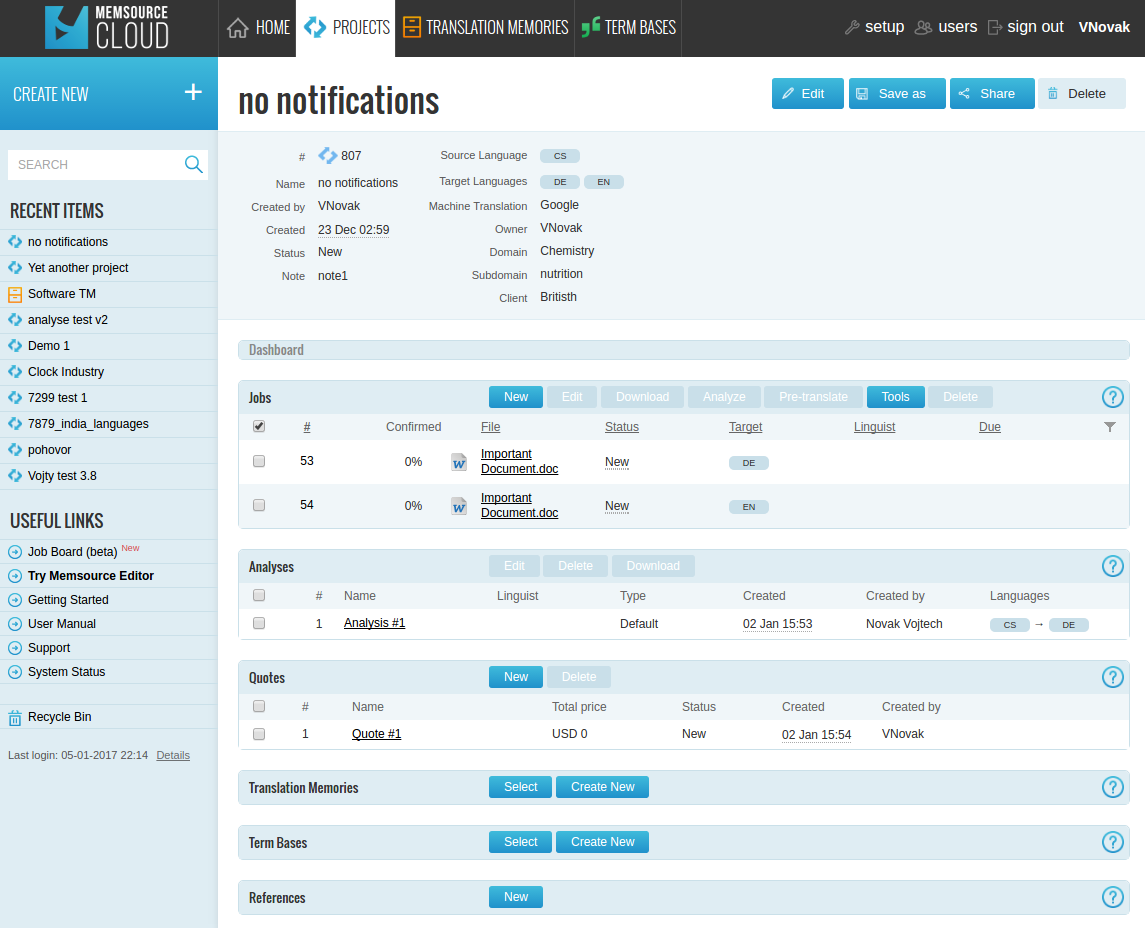 MEMSOURCE
CLOUD
HOME
PROJECTS
TRANSLATION MEMORIES
TERM BASES
setup
users
sign out
VNovak
CREATE NEW
+
SEARCH
RECENT ITEMS
no notifications
Yet another project
Software TM
analyse test v2
Demo 1
Clock Industry
7299 test 1
7879_india_languages
pohovor
Vojty test 3.8
USEFUL LINKS
Job Board (beta) New
Try Memsource Editor
Getting Started
User Manual
Support
System Status
Recycle Bin
Last login: 05-01-2017 22:14 Details
no notifications
Edit
Save as
Share
Delete
# 807
Name no notifications
Created by VNovak
Created 23 Dec 02:59
Status New
Note note1
Source Language CS
Target Languages DE EN
Machine Translation Google
Owner VNovak
Domain Chemistry
Subdomain nutrition
Client Britisth
Dashboard
Jobs New Edit Download Analyze Pre-translate Tools Delete ?
# Confirmed File Status Target Linguist Due
53 0% W Important Document.doc New DE
54 0% W Important Document.doc New EN
Analyses Edit Delete Download ?
# Name Linguist Type Created Created by Languages
1 Analysis #1 Default 02 Jan 15:53 Novak Vojtech CS → DE
Quotes New Delete ?
# Name Total price Status Created Created by
1 Quote #1 USD 0 New 02 Jan 15:54 VNovak
Translation Memories Select Create New ?
Term Bases Select Create New ?
References New ?